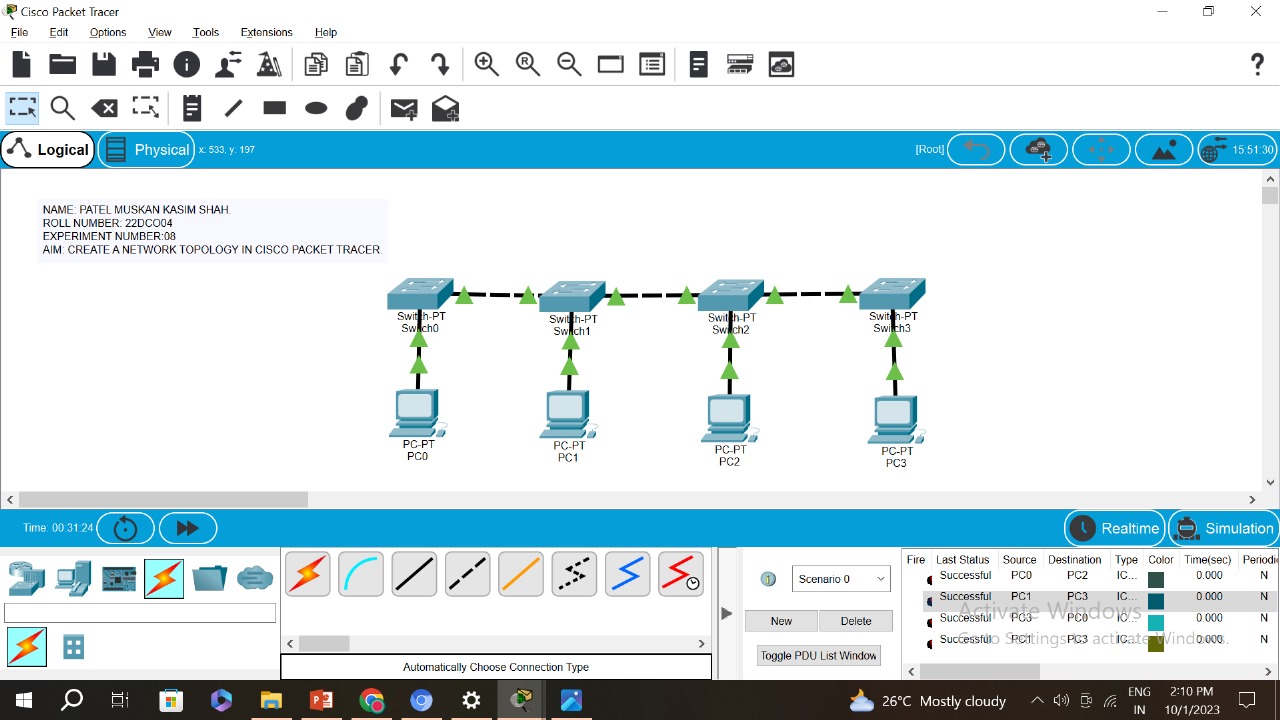 Cisco Packet Tracer
File Edit Options View Tools Extensions Help
Logical Physical x: 533, y: 197 [Root] 15:51:30
NAME: PATEL MUSKAN KASIM SHAH.
ROLL NUMBER: 22DCO04
EXPERIMENT NUMBER:08
AIM: CREATE A NETWORK TOPOLOGY IN CISCO PACKET TRACER.
Switch-PT Switch-PT Switch-PT Switch-PT
Switch0 Switch1 Switch2 Switch3
PC-PT PC-PT PC-PT PC-PT
PC0 PC1 PC2 PC3
Time: 00:31:24 Realtime Simulation
Scenario 0
New Delete
Toggle PDU List Window
Automatically Choose Connection Type
Fire Last Status Source Destination Type Color Time(sec) Periodi
Successful PC0 PC2 IC... 0.000 N
Successful PC1 PC3 IC... 0.000 N
Successful PC3 PC0 IC... 0.000 N
Successful PC1 PC3 IC... 0.000 N
Activate Windows
Go to Settings to activate Windows.
26°C Mostly cloudy
ENG
IN
2:10 PM
10/1/2023